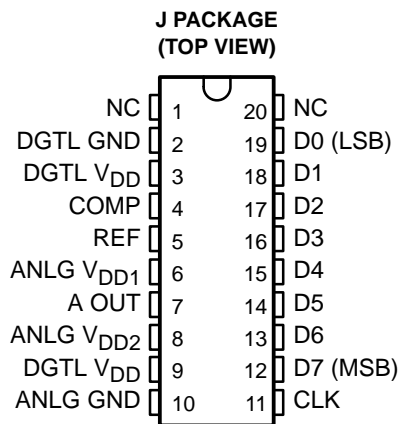 J PACKAGE
(TOP VIEW)
NC 1 20 NC
DGTL GND 2 19 D0 (LSB)
DGTL VDD 3 18 D1
COMP 4 17 D2
REF 5 16 D3
ANLG VDD1 6 15 D4
A OUT 7 14 D5
ANLG VDD2 8 13 D6
DGTL VDD 9 12 D7 (MSB)
ANLG GND 10 11 CLK